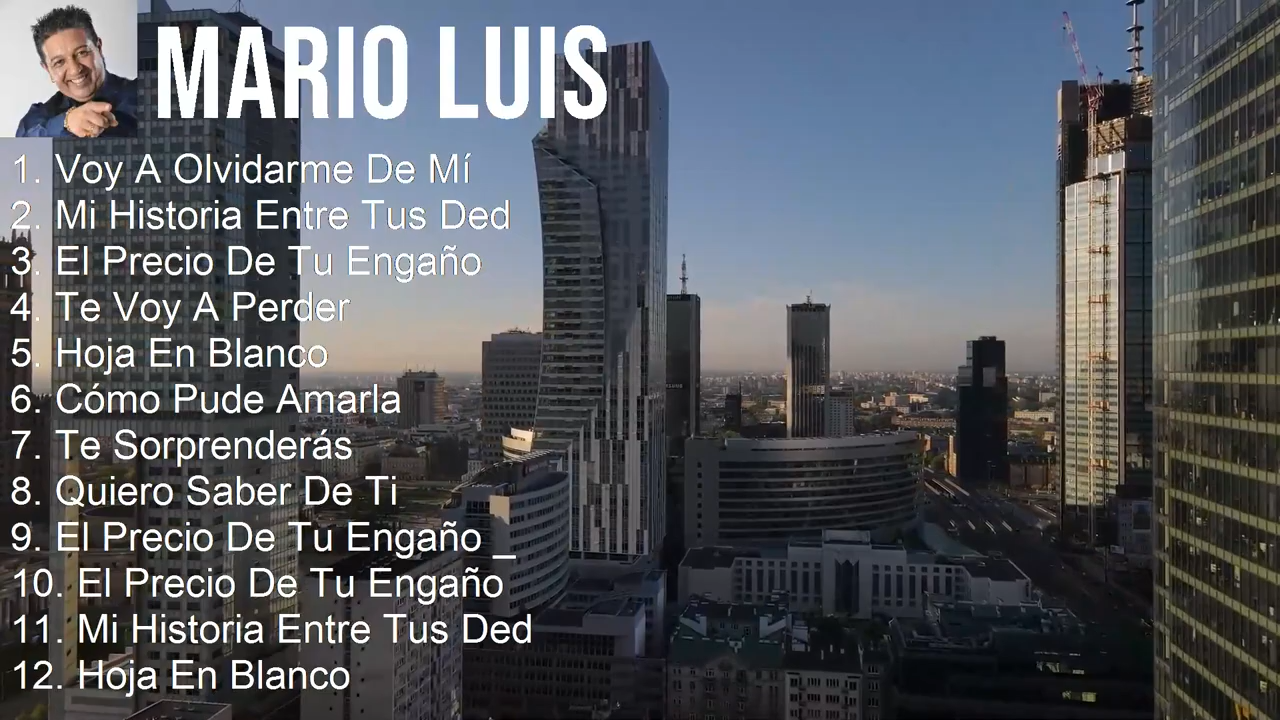 MARIO LUIS
1. Voy A Olvidarme De Mí
2. Mi Historia Entre Tus Ded
3. El Precio De Tu Engaño
4. Te Voy A Perder
5. Hoja En Blanco
6. Cómo Pude Amarla
7. Te Sorprenderás
8. Quiero Saber De Ti
9. El Precio De Tu Engaño _
10. El Precio De Tu Engaño
11. Mi Historia Entre Tus Ded
12. Hoja En Blanco